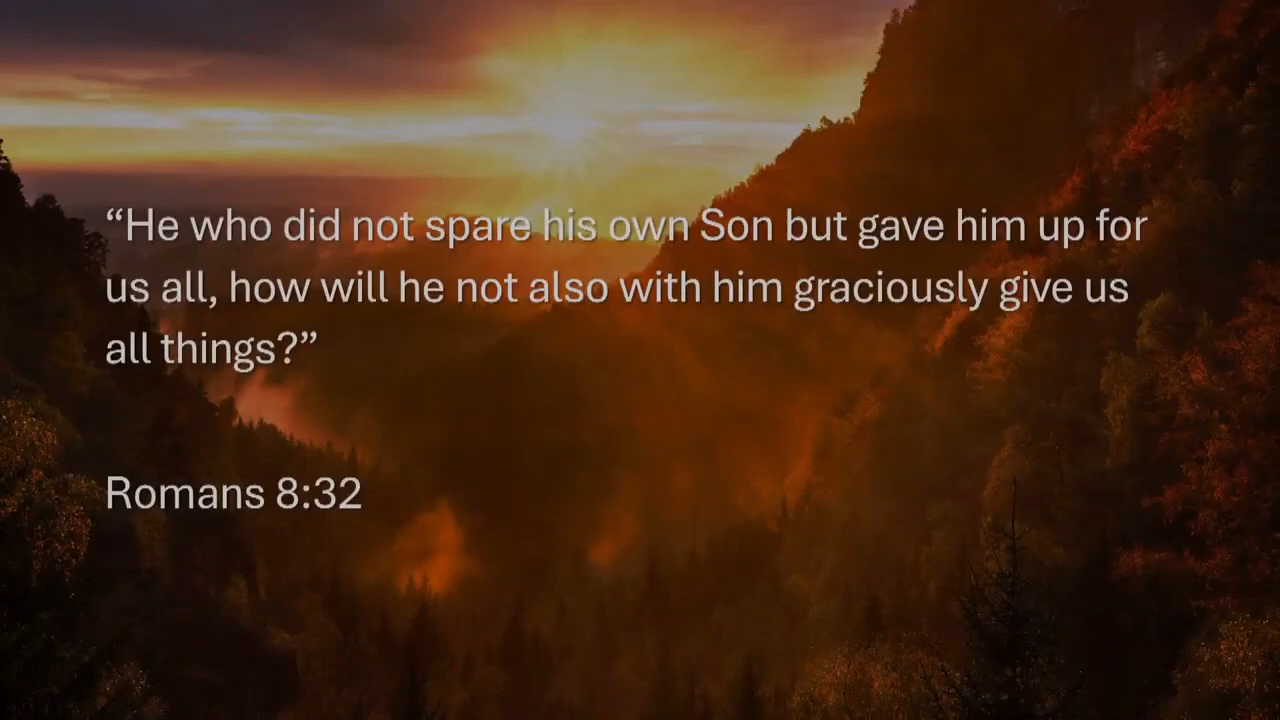 “He who did not spare his own Son but gave him up for
us all, how will he not also with him graciously give us
all things?”
Romans 8:32